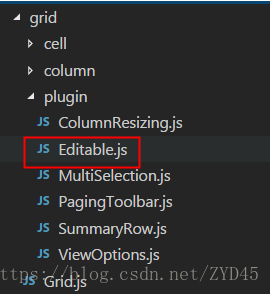 grid
cell
column
plugin
JS ColumnResizing.js
JS Editable.js
JS MultiSelection.js
JS PagingToolbar.js
JS SummaryRow.js
JS ViewOptions.js
JS Grid.js
https://blog.csdn.net/ZYD45